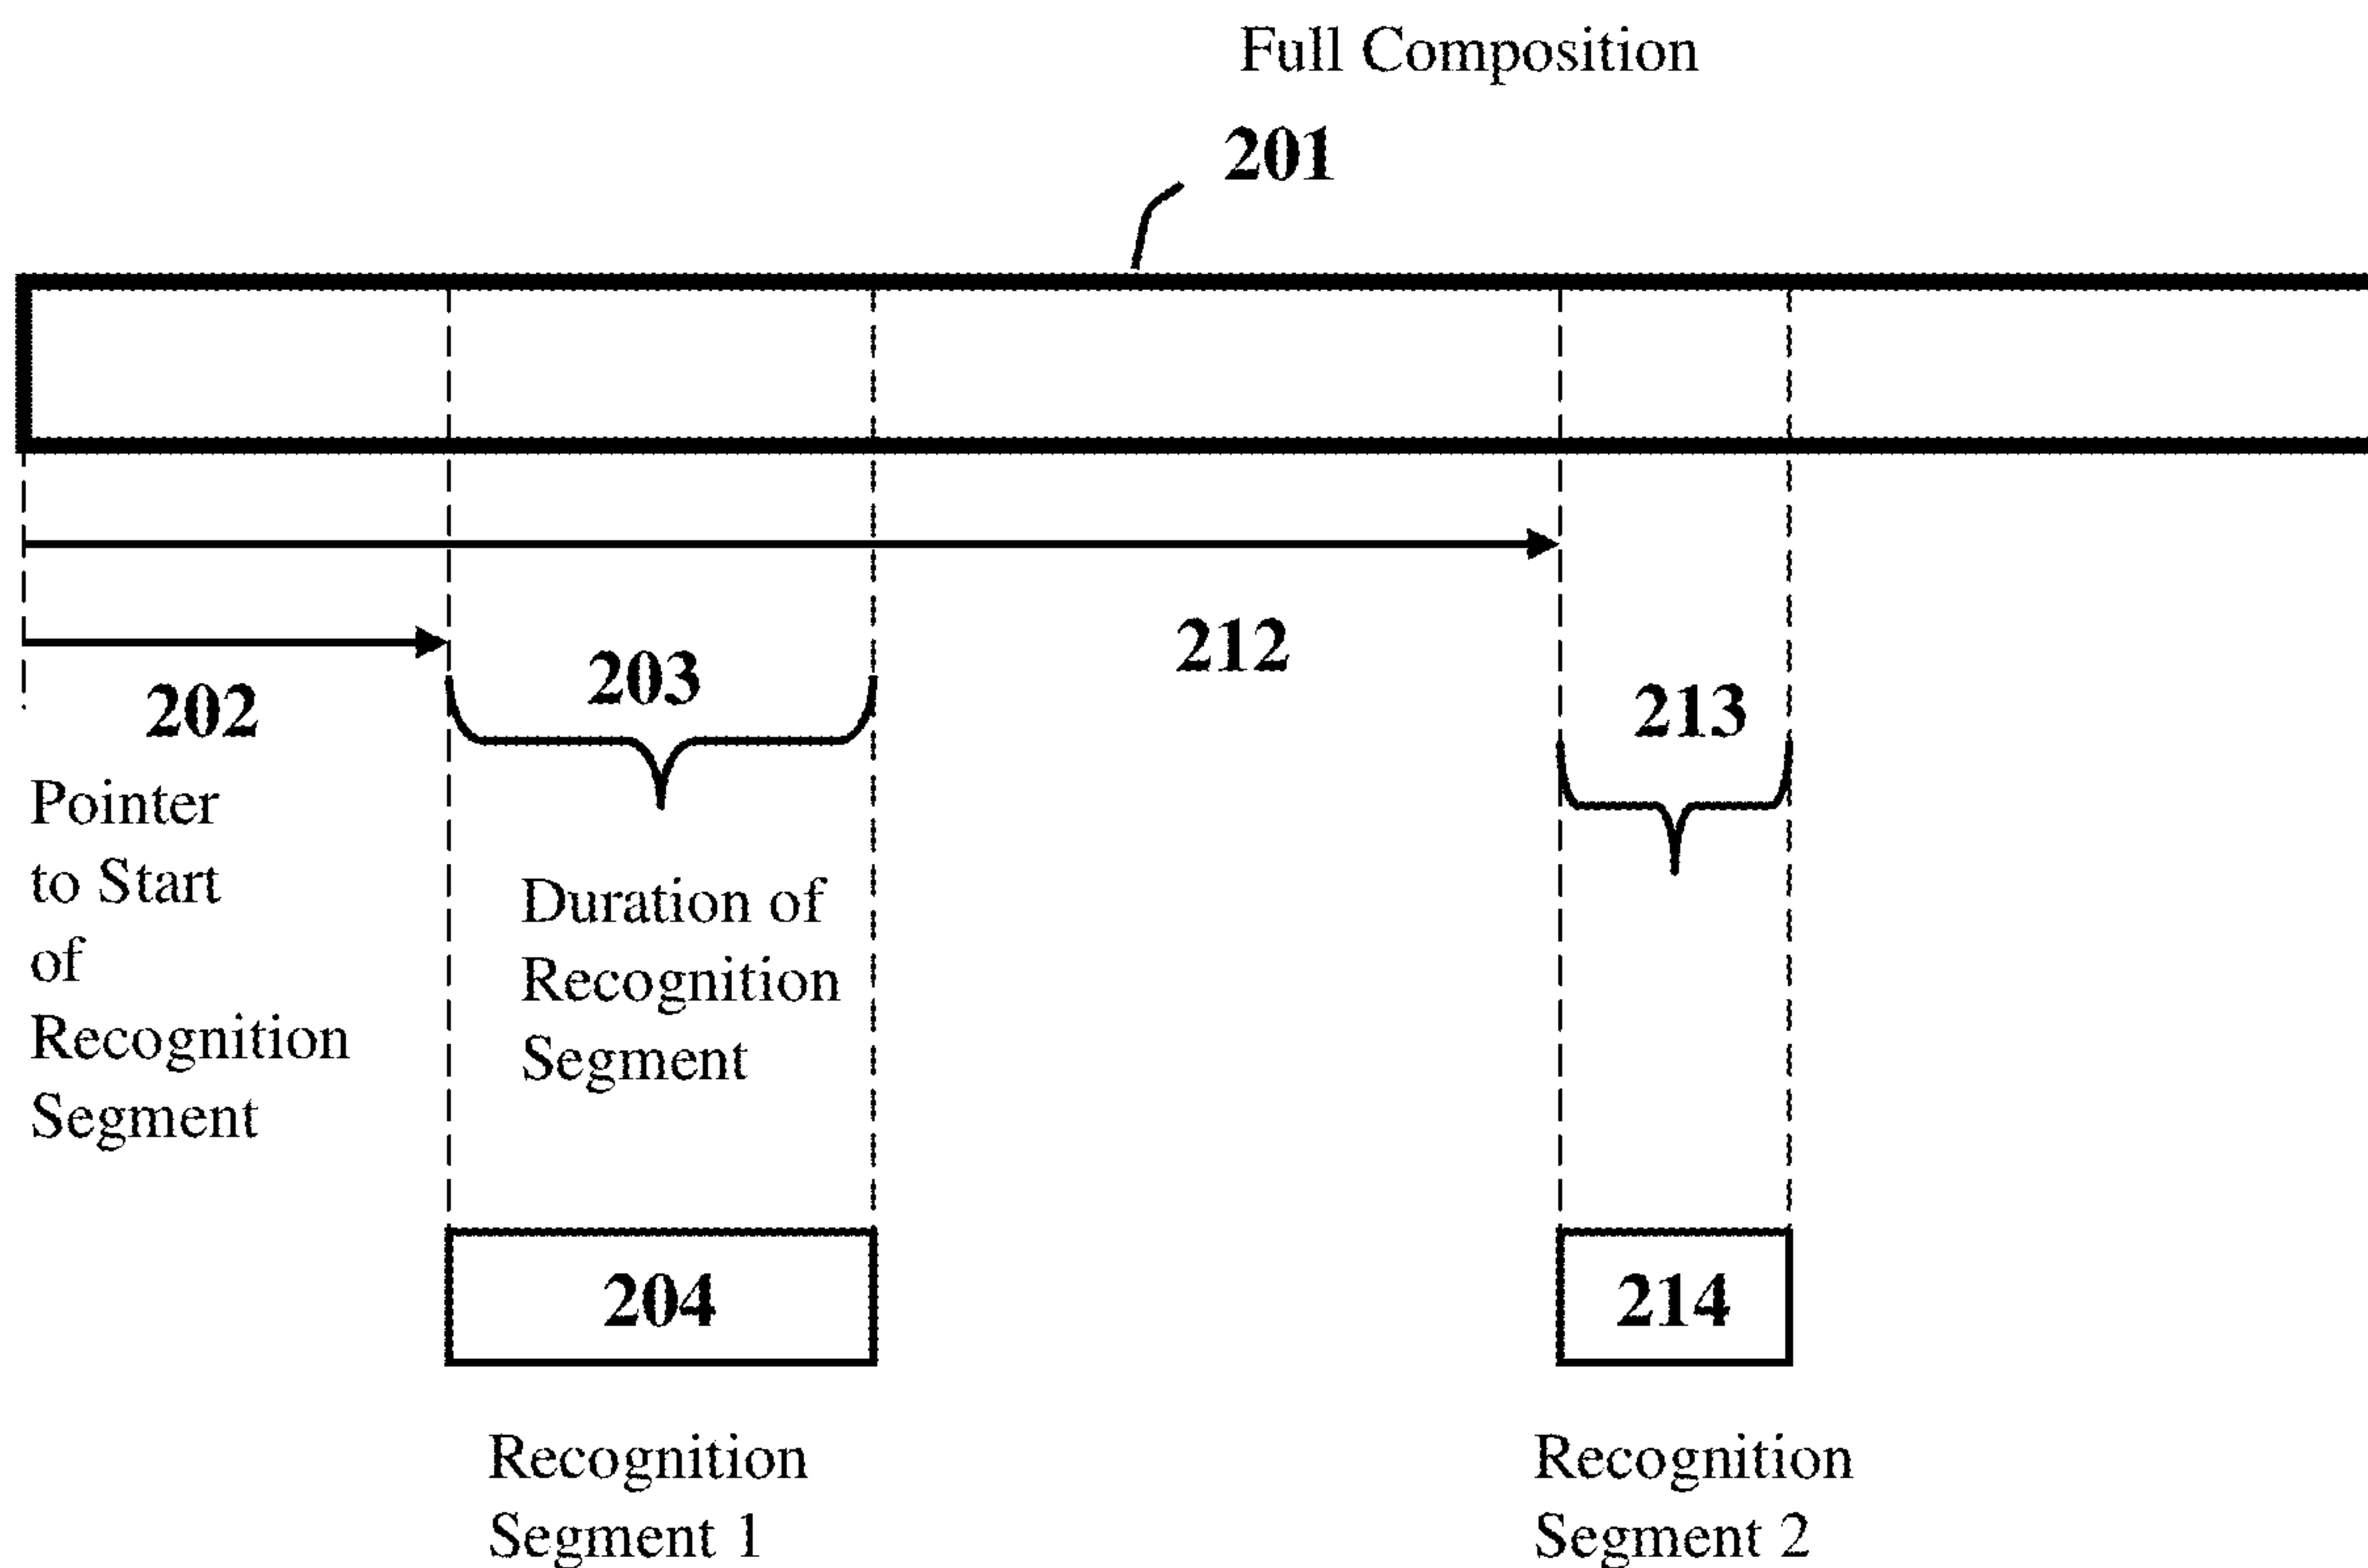 Full Composition
201
212
203
202
213
Pointer
to Start
of
Recognition
Segment
Duration of
Recognition
Segment
204
214
Recognition
Segment 1
Recognition
Segment 2